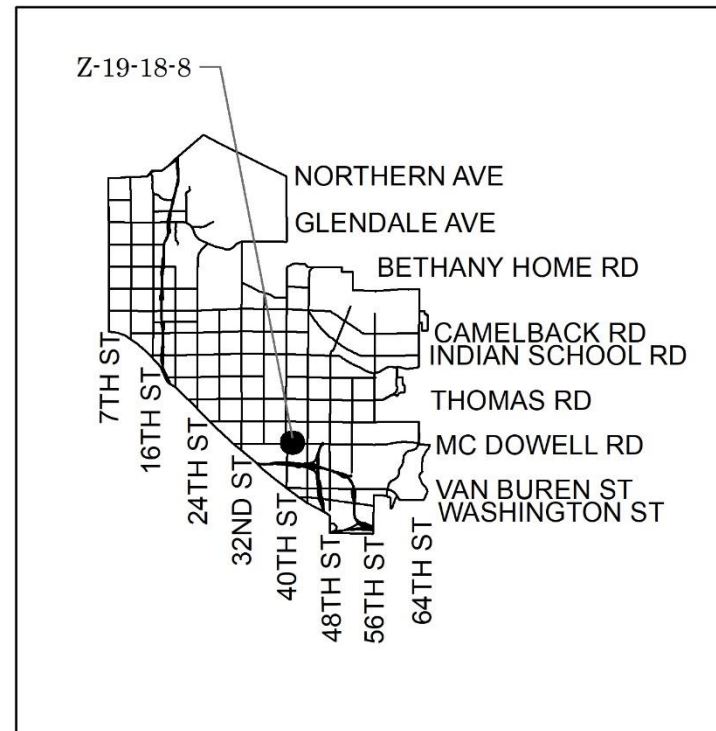 Z-19-18-8
NORTHERN AVE
GLENDALE AVE
BETHANY HOME RD
CAMELBACK RD
INDIAN SCHOOL RD
THOMAS RD
MC DOWELL RD
VAN BUREN ST
WASHINGTON ST
7TH ST
16TH ST
24TH ST
32ND ST
40TH ST
48TH ST
56TH ST
64TH ST